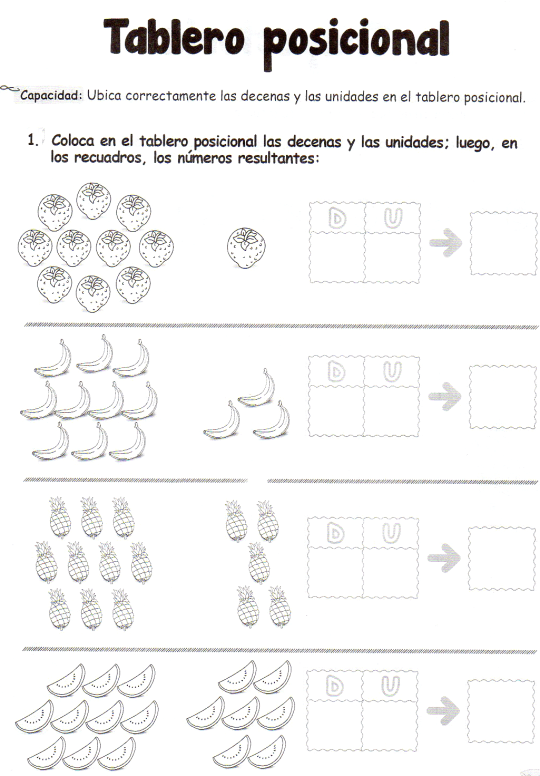 Tablero posicional
Capacidad: Ubica correctamente las decenas y las unidades en el tablero posicional.
1. Coloca en el tablero posicional las decenas y las unidades; luego, en
los recuadros, los números resultantes:
D U
D U
D U
D U